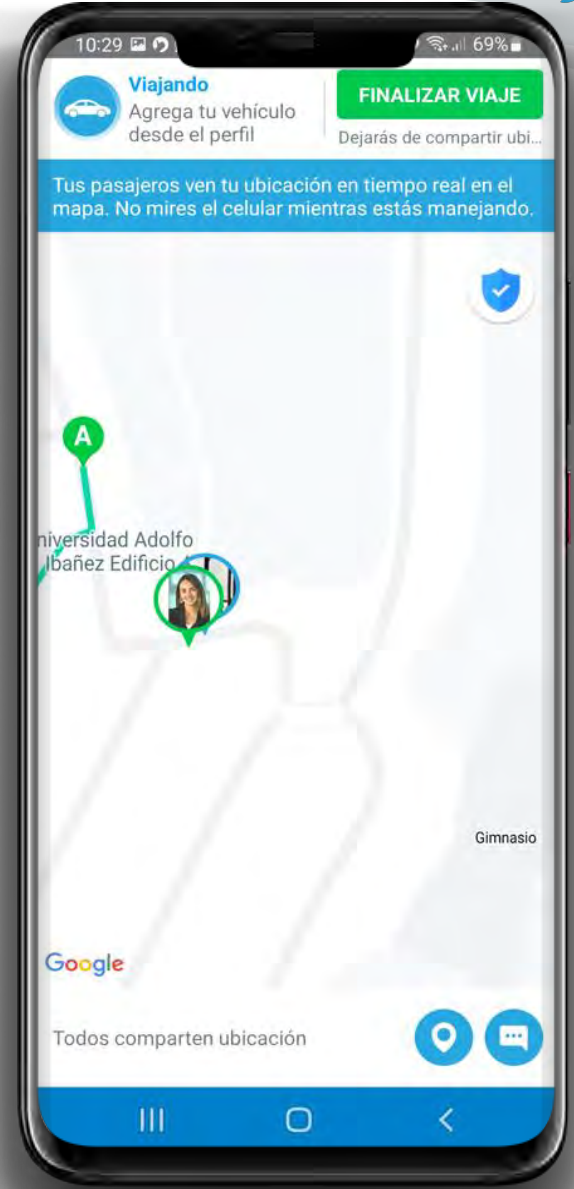 10:29
69%
Viajando
Agrega tu vehículo
desde el perfil
FINALIZAR VIAJE
Dejarás de compartir ubi...
Tus pasajeros ven tu ubicación en tiempo real en el
mapa. No mires el celular mientras estás manejando.
A
niversidad Adolfo
Ibañez Edificio
Gimnasio
Google
Todos comparten ubicación